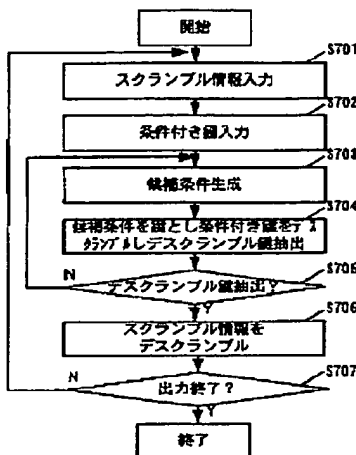 開始
S701
スクランブル情報入力
S702
条件付き鍵入力
S703
候補条件生成
S704
候補条件を鍵とし条件付き鍵をデス
クランブルしデスクランブル鍵抽出
S705
N
デスクランブル鍵抽出?
Y
S706
スクランブル情報を
デスクランブル
S707
N
出力終了?
Y
終了